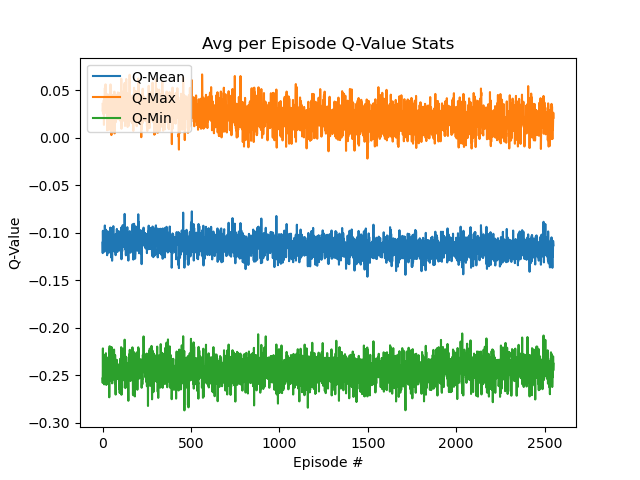 Avg per Episode Q-Value Stats
Q-Mean
Q-Max
Q-Min
Q-Value
0.05
0.00
−0.05
−0.10
−0.15
−0.20
−0.25
−0.30
0 500 1000 1500 2000 2500
Episode #